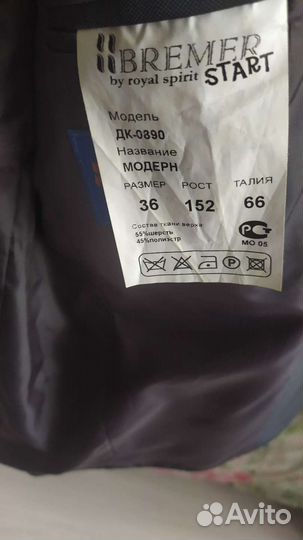 BREMER
by royal spirit START
Модель
ДК-0890
Название
МОДЕРН
РАЗМЕР РОСТ ТАЛИЯ
36 152 66
Состав ткани верха
55%шерсть
45%полиэстр
МО 05
Avito